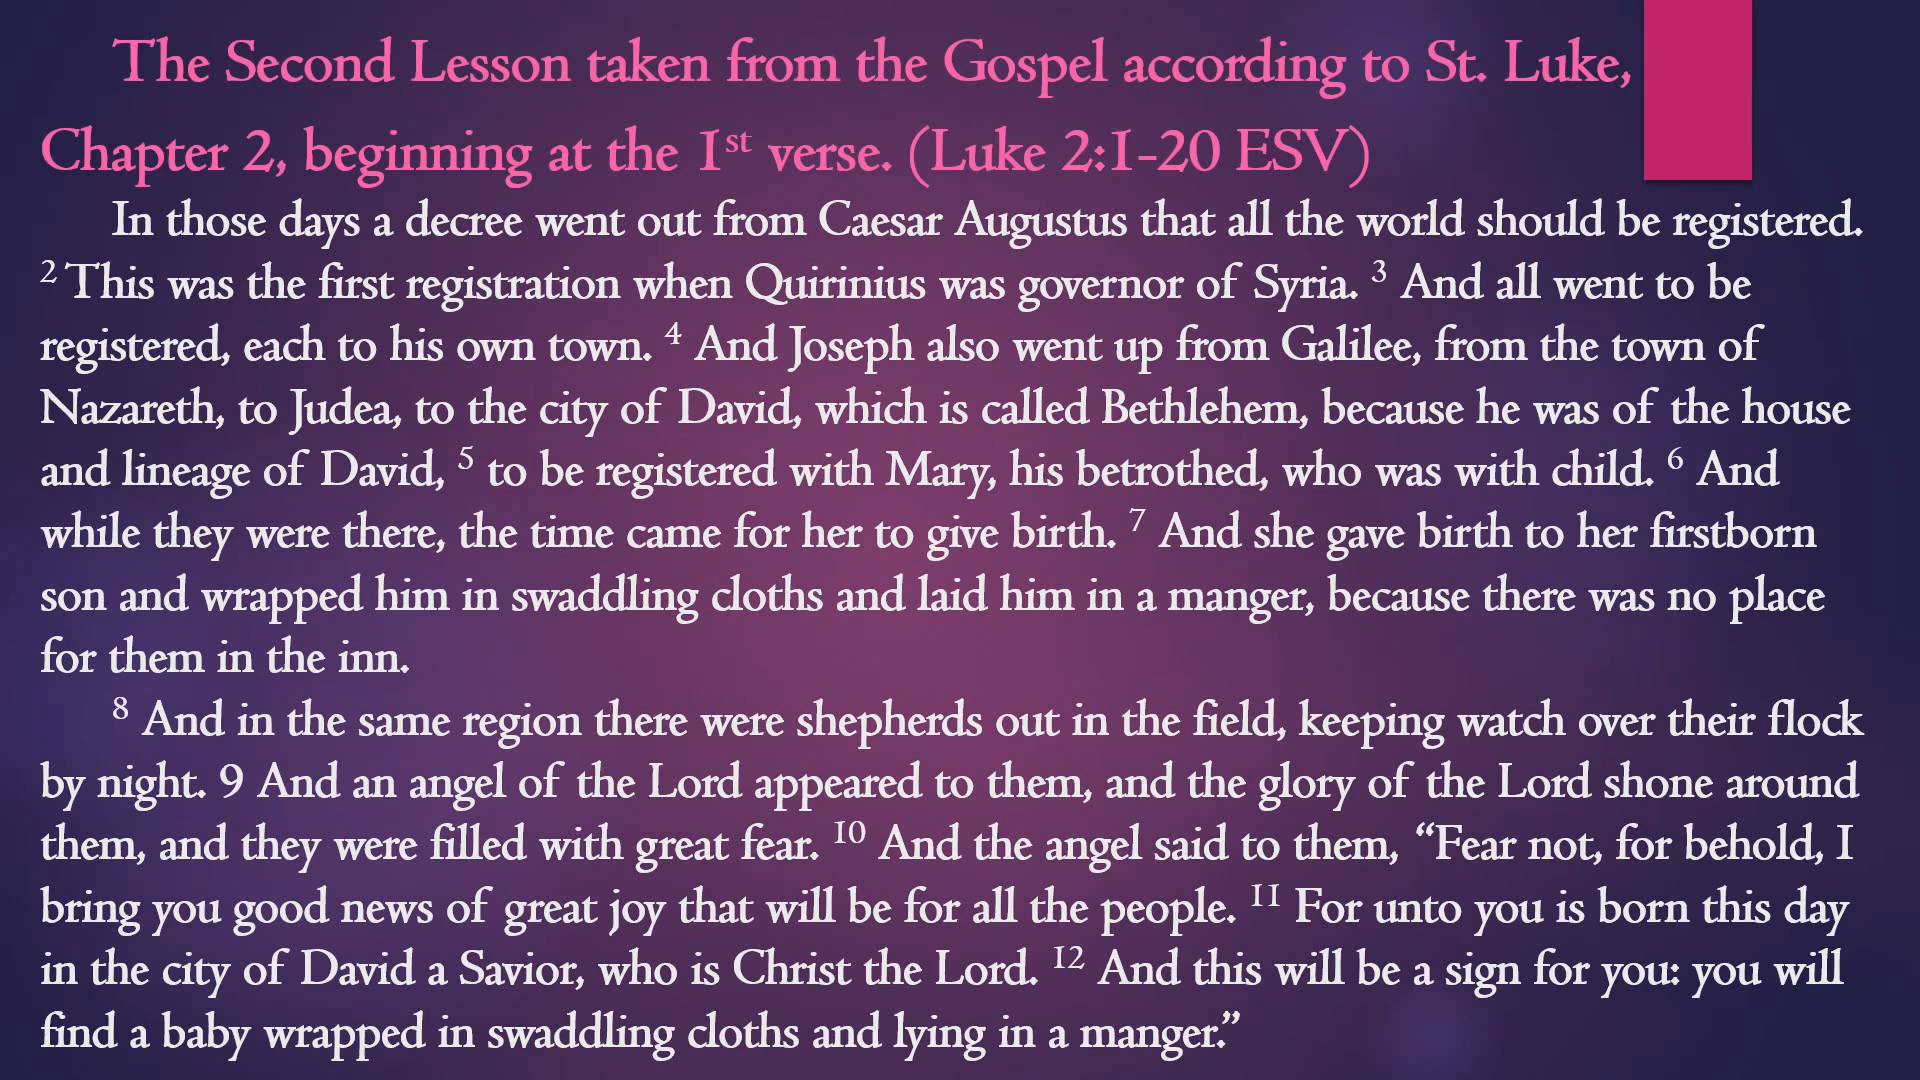 The Second Lesson taken from the Gospel according to St. Luke,
Chapter 2, beginning at the 1st verse. (Luke 2:1-20 ESV)
In those days a decree went out from Caesar Augustus that all the world should be registered.
2 This was the first registration when Quirinius was governor of Syria. 3 And all went to be
registered, each to his own town. 4 And Joseph also went up from Galilee, from the town of
Nazareth, to Judea, to the city of David, which is called Bethlehem, because he was of the house
and lineage of David, 5 to be registered with Mary, his betrothed, who was with child. 6 And
while they were there, the time came for her to give birth. 7 And she gave birth to her firstborn
son and wrapped him in swaddling cloths and laid him in a manger, because there was no place
for them in the inn.
8 And in the same region there were shepherds out in the field, keeping watch over their flock
by night. 9 And an angel of the Lord appeared to them, and the glory of the Lord shone around
them, and they were filled with great fear. 10 And the angel said to them, “Fear not, for behold, I
bring you good news of great joy that will be for all the people. 11 For unto you is born this day
in the city of David a Savior, who is Christ the Lord. 12 And this will be a sign for you: you will
find a baby wrapped in swaddling cloths and lying in a manger.”